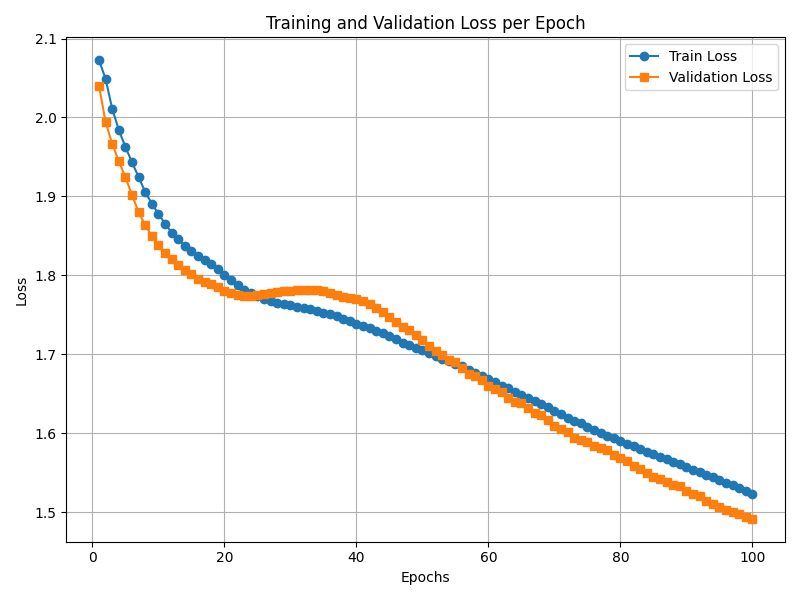 Training and Validation Loss per Epoch
Train Loss
Validation Loss
2.1
2.0
1.9
1.8
1.7
1.6
1.5
Loss
0 20 40 60 80 100
Epochs